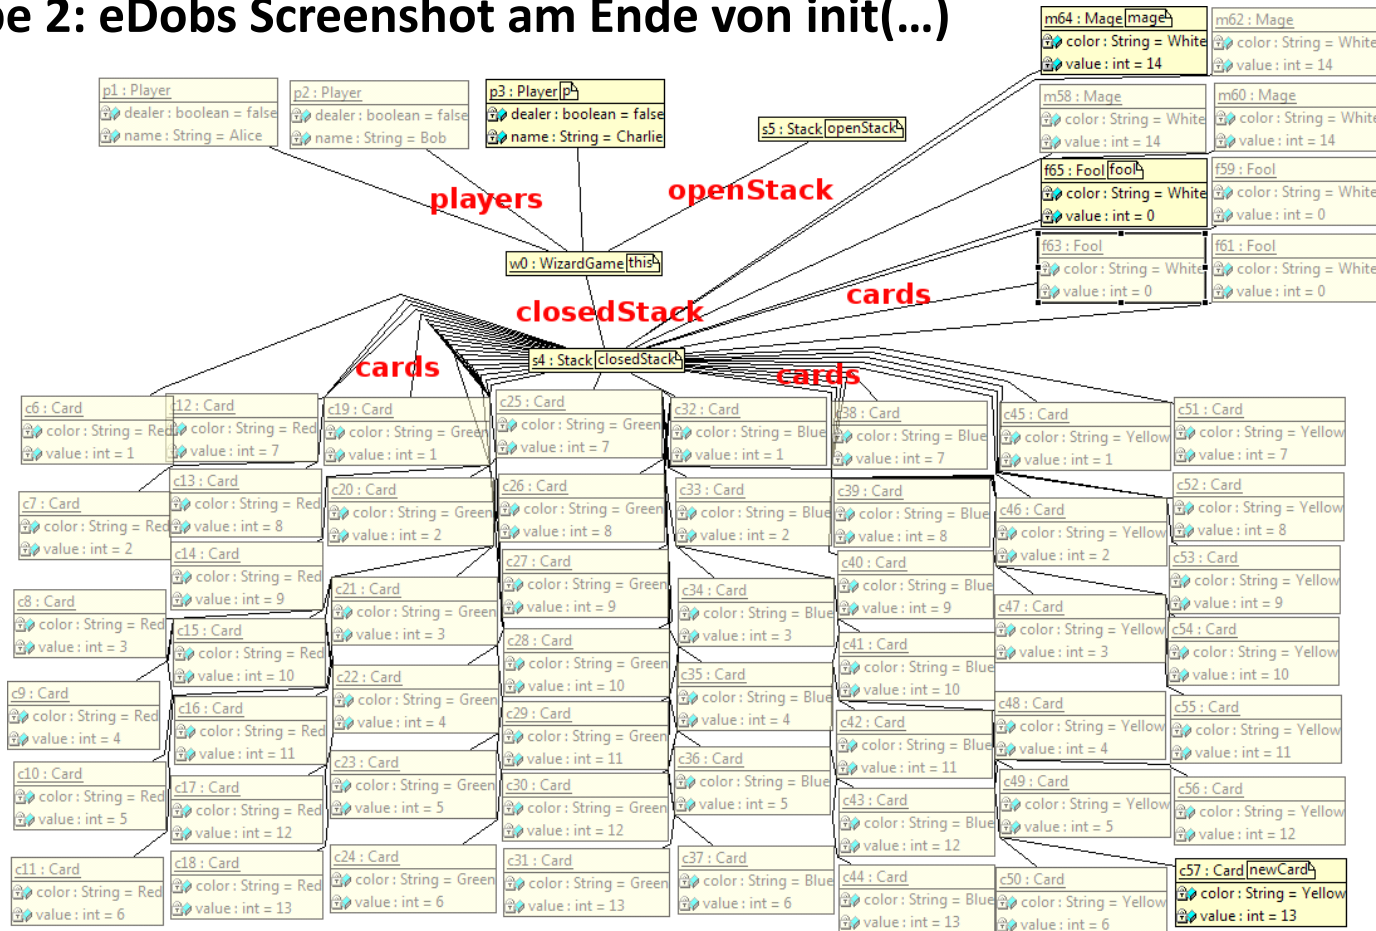 be 2: eDobs Screenshot am Ende von init(…)
m64 : Mage mage
color : String = White
value : int = 14
m62 : Mage
color : String = White
value : int = 14
p1 : Player
dealer : boolean = false
name : String = Alice
p2 : Player
dealer : boolean = false
name : String = Bob
p3 : Player p
dealer : boolean = false
name : String = Charlie
s5 : Stack openStack
m58 : Mage
color : String = White
value : int = 14
m60 : Mage
color : String = White
value : int = 14
players
openStack
f65 : Fool fool
color : String = White
value : int = 0
f59 : Fool
color : String = White
value : int = 0
w0 : WizardGame this
f63 : Fool
color : String = White
value : int = 0
f61 : Fool
color : String = White
value : int = 0
closedStack
cards
s4 : Stack closedStack
cards
cards
c6 : Card
color : String = Red
value : int = 1
c12 : Card
color : String = Red
value : int = 7
c19 : Card
color : String = Green
value : int = 1
c25 : Card
color : String = Green
value : int = 7
c32 : Card
color : String = Blue
value : int = 1
c38 : Card
color : String = Blue
value : int = 7
c45 : Card
color : String = Yellow
value : int = 1
c51 : Card
color : String = Yellow
value : int = 7
c7 : Card
color : String = Red
value : int = 2
c13 : Card
color : String = Red
value : int = 8
c20 : Card
color : String = Green
value : int = 2
c26 : Card
color : String = Green
value : int = 8
c33 : Card
color : String = Blue
value : int = 2
c39 : Card
color : String = Blue
value : int = 8
c46 : Card
color : String = Yellow
value : int = 2
c52 : Card
color : String = Yellow
value : int = 8
c8 : Card
color : String = Red
value : int = 3
c14 : Card
color : String = Red
value : int = 9
c21 : Card
color : String = Green
value : int = 3
c27 : Card
color : String = Green
value : int = 9
c34 : Card
color : String = Blue
value : int = 3
c40 : Card
color : String = Blue
value : int = 9
c47 : Card
color : String = Yellow
value : int = 3
c53 : Card
color : String = Yellow
value : int = 9
c9 : Card
color : String = Red
value : int = 4
c15 : Card
color : String = Red
value : int = 10
c22 : Card
color : String = Green
value : int = 4
c28 : Card
color : String = Green
value : int = 10
c35 : Card
color : String = Blue
value : int = 4
c41 : Card
color : String = Blue
value : int = 10
c48 : Card
color : String = Yellow
value : int = 4
c54 : Card
color : String = Yellow
value : int = 10
c10 : Card
color : String = Red
value : int = 5
c16 : Card
color : String = Red
value : int = 11
c23 : Card
color : String = Green
value : int = 5
c29 : Card
color : String = Green
value : int = 11
c36 : Card
color : String = Blue
value : int = 5
c42 : Card
color : String = Blue
value : int = 11
c49 : Card
color : String = Yellow
value : int = 5
c55 : Card
color : String = Yellow
value : int = 11
c11 : Card
color : String = Red
value : int = 6
c17 : Card
color : String = Red
value : int = 12
c24 : Card
color : String = Green
value : int = 6
c30 : Card
color : String = Green
value : int = 12
c37 : Card
color : String = Blue
value : int = 6
c43 : Card
color : String = Blue
value : int = 12
c50 : Card
color : String = Yellow
value : int = 6
c56 : Card
color : String = Yellow
value : int = 12
c18 : Card
color : String = Red
value : int = 13
c31 : Card
color : String = Green
value : int = 13
c44 : Card
color : String = Blue
value : int = 13
c57 : Card newCard
color : String = Yellow
value : int = 13